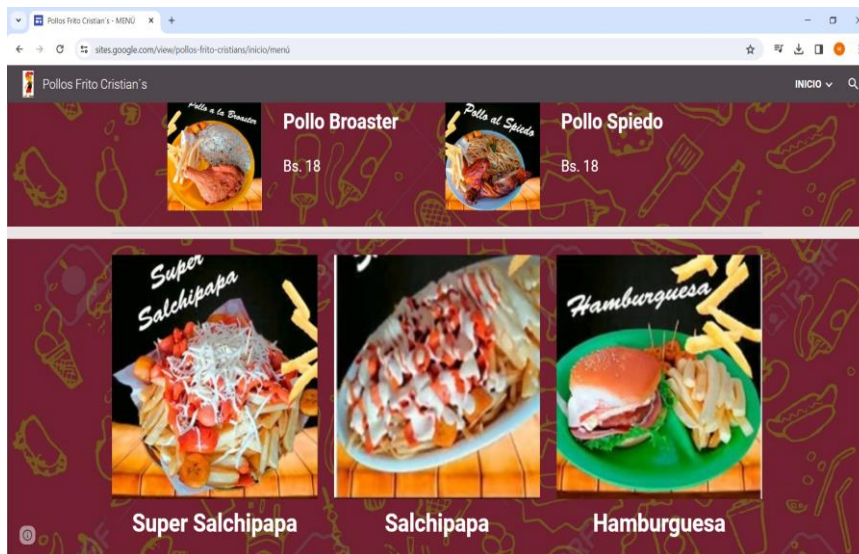 Pollos Frito Cristian´s - MENÚ
sites.google.com/view/pollos-frito-cristians/inicio/menú
Pollos Frito Cristian´s
INICIO
Pollo a la Broaster
Pollo Broaster
Bs. 18
Pollo al Spiedo
Pollo Spiedo
Bs. 18
Super
Salchipapa
Hamburguesa
123RF
Super Salchipapa
Salchipapa
Hamburguesa